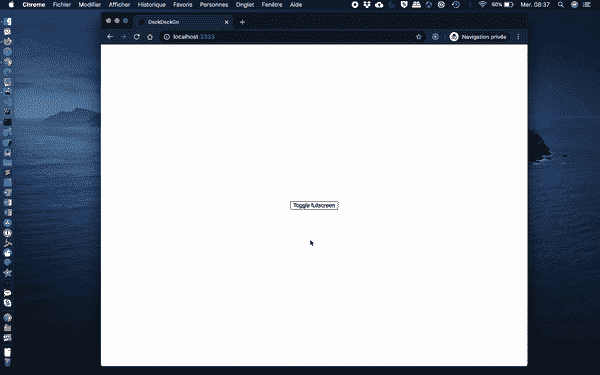 Chrome Fichier Modifier Afficher Historique Favoris Personnes Onglet Fenêtre Aide 60% Mer. 08:37
DeckDeckGo
localhost:3333
Navigation privée
Toggle fullscreen